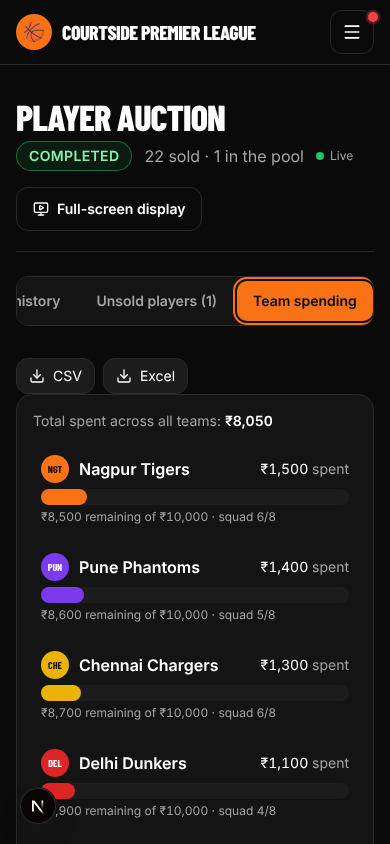 COURTSIDE PREMIER LEAGUE
PLAYER AUCTION
COMPLETED 22 sold · 1 in the pool Live
Full-screen display
history Unsold players (1) Team spending
CSV Excel
Total spent across all teams: ₹8,050
NGT Nagpur Tigers ₹1,500 spent
₹8,500 remaining of ₹10,000 · squad 6/8
PUN Pune Phantoms ₹1,400 spent
₹8,600 remaining of ₹10,000 · squad 5/8
CHE Chennai Chargers ₹1,300 spent
₹8,700 remaining of ₹10,000 · squad 6/8
DEL Delhi Dunkers ₹1,100 spent
N ,900 remaining of ₹10,000 · squad 4/8